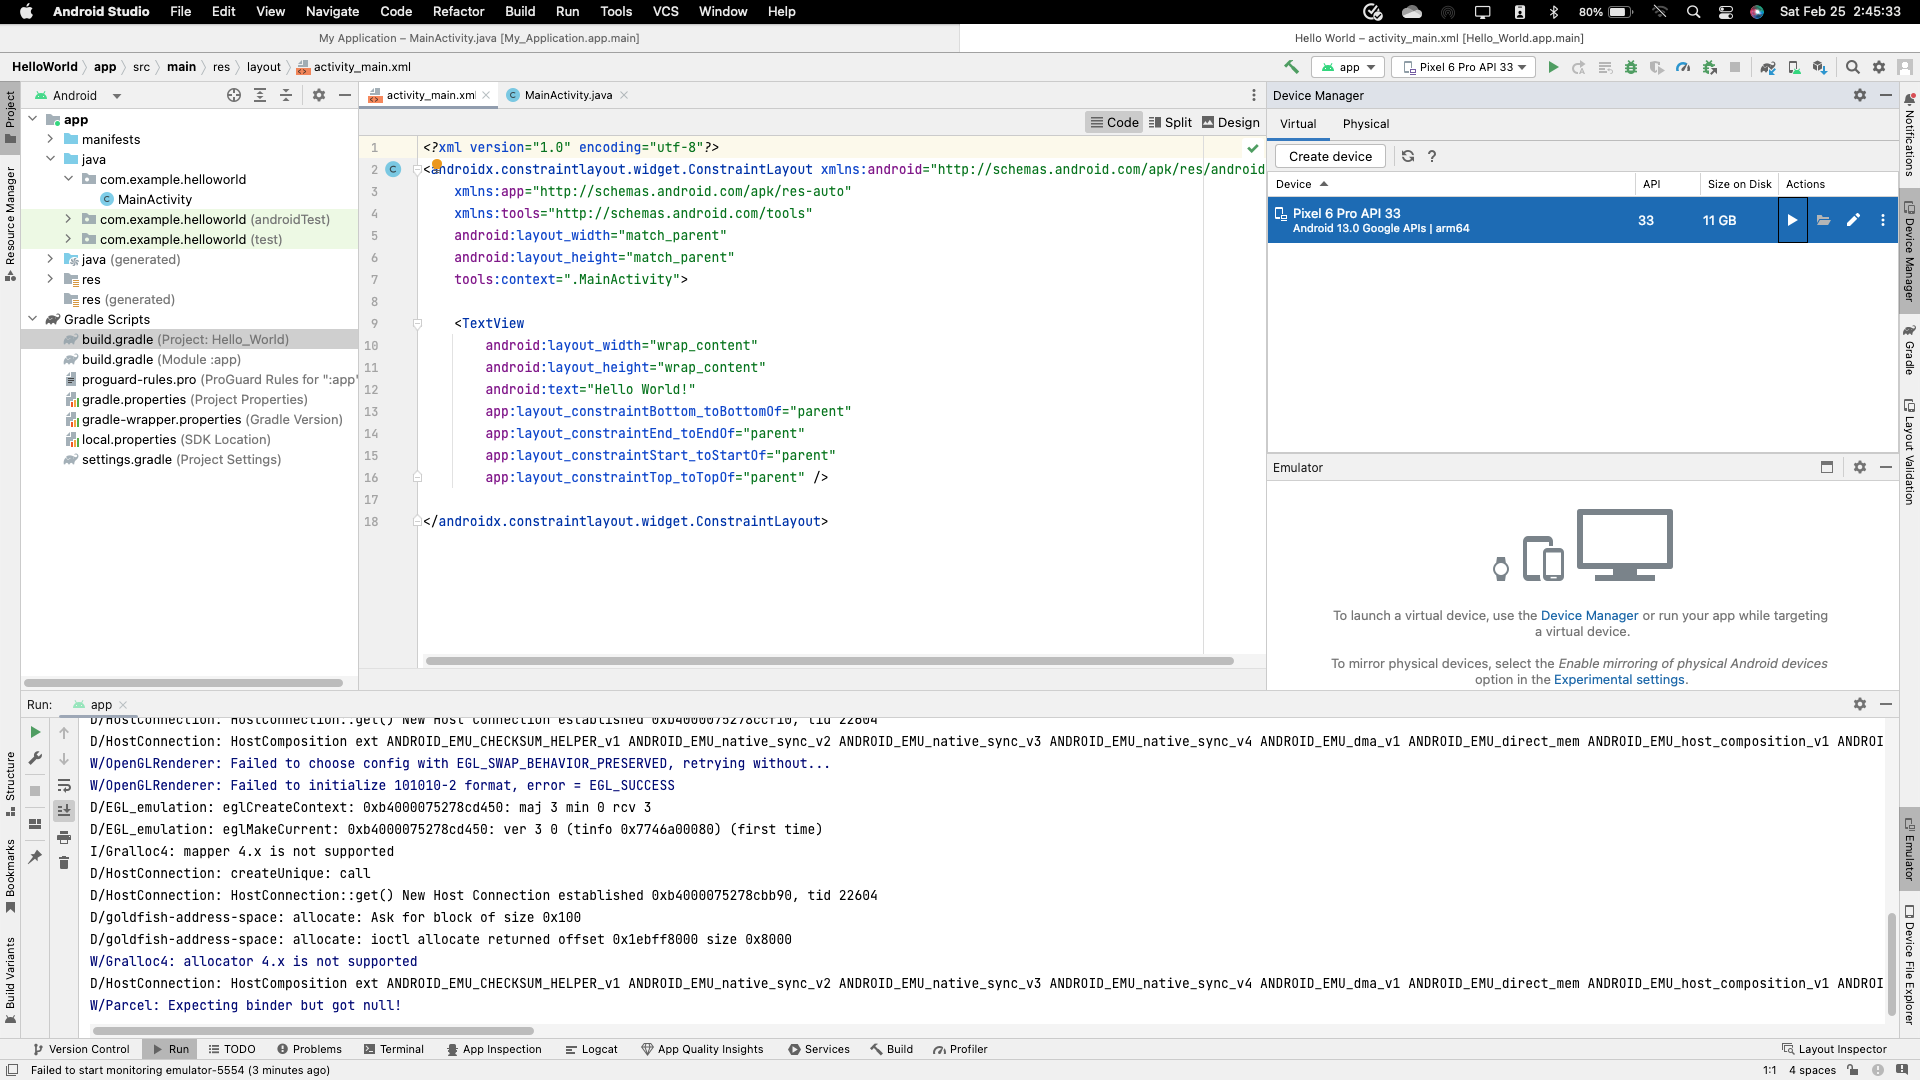 Android Studio File Edit View Navigate Code Refactor Build Run Tools VCS Window Help 80% Sat Feb 25 2:45:33
My Application – MainActivity.java [My_Application.app.main] Hello World – activity_main.xml [Hello_World.app.main]
HelloWorld app src main res layout activity_main.xml app Pixel 6 Pro API 33
Project
Resource Manager
Structure
Bookmarks
Build Variants
Android
app
manifests
java
com.example.helloworld
MainActivity
com.example.helloworld (androidTest)
com.example.helloworld (test)
java (generated)
res
res (generated)
Gradle Scripts
build.gradle (Project: Hello_World)
build.gradle (Module :app)
proguard-rules.pro (ProGuard Rules for ":app"
gradle.properties (Project Properties)
gradle-wrapper.properties (Gradle Version)
local.properties (SDK Location)
settings.gradle (Project Settings)
activity_main.xml MainActivity.java
Code Split Design
1 <?xml version="1.0" encoding="utf-8"?>
2 <androidx.constraintlayout.widget.ConstraintLayout xmlns:android="http://schemas.android.com/apk/res/android
3 xmlns:app="http://schemas.android.com/apk/res-auto"
4 xmlns:tools="http://schemas.android.com/tools"
5 android:layout_width="match_parent"
6 android:layout_height="match_parent"
7 tools:context=".MainActivity">
8
9 <TextView
10 android:layout_width="wrap_content"
11 android:layout_height="wrap_content"
12 android:text="Hello World!"
13 app:layout_constraintBottom_toBottomOf="parent"
14 app:layout_constraintEnd_toEndOf="parent"
15 app:layout_constraintStart_toStartOf="parent"
16 app:layout_constraintTop_toTopOf="parent" />
17
18 </androidx.constraintlayout.widget.ConstraintLayout>
Device Manager
Virtual Physical
Create device ?
Device API Size on Disk Actions
Pixel 6 Pro API 33 33 11 GB
Android 13.0 Google APIs | arm64
Emulator
To launch a virtual device, use the Device Manager or run your app while targeting
a virtual device.
To mirror physical devices, select the Enable mirroring of physical Android devices
option in the Experimental settings.
Notifications
Device Manager
Gradle
Layout Validation
Emulator
Device File Explorer
Run: app
D/HostConnection: HostConnection::get() New Host Connection established 0xb4000075278ccf10, tid 22604
D/HostConnection: HostComposition ext ANDROID_EMU_CHECKSUM_HELPER_v1 ANDROID_EMU_native_sync_v2 ANDROID_EMU_native_sync_v3 ANDROID_EMU_native_sync_v4 ANDROID_EMU_dma_v1 ANDROID_EMU_direct_mem ANDROID_EMU_host_composition_v1 ANDROI
W/OpenGLRenderer: Failed to choose config with EGL_SWAP_BEHAVIOR_PRESERVED, retrying without...
W/OpenGLRenderer: Failed to initialize 101010-2 format, error = EGL_SUCCESS
D/EGL_emulation: eglCreateContext: 0xb4000075278cd450: maj 3 min 0 rcv 3
D/EGL_emulation: eglMakeCurrent: 0xb4000075278cd450: ver 3 0 (tinfo 0x7746a00080) (first time)
I/Gralloc4: mapper 4.x is not supported
D/HostConnection: createUnique: call
D/HostConnection: HostConnection::get() New Host Connection established 0xb4000075278cbb90, tid 22604
D/goldfish-address-space: allocate: Ask for block of size 0x100
D/goldfish-address-space: allocate: ioctl allocate returned offset 0x1ebff8000 size 0x8000
W/Gralloc4: allocator 4.x is not supported
D/HostConnection: HostComposition ext ANDROID_EMU_CHECKSUM_HELPER_v1 ANDROID_EMU_native_sync_v2 ANDROID_EMU_native_sync_v3 ANDROID_EMU_native_sync_v4 ANDROID_EMU_dma_v1 ANDROID_EMU_direct_mem ANDROID_EMU_host_composition_v1 ANDROI
W/Parcel: Expecting binder but got null!
Version Control Run TODO Problems Terminal App Inspection Logcat App Quality Insights Services Build Profiler Layout Inspector
Failed to start monitoring emulator-5554 (3 minutes ago) 1:1 4 spaces